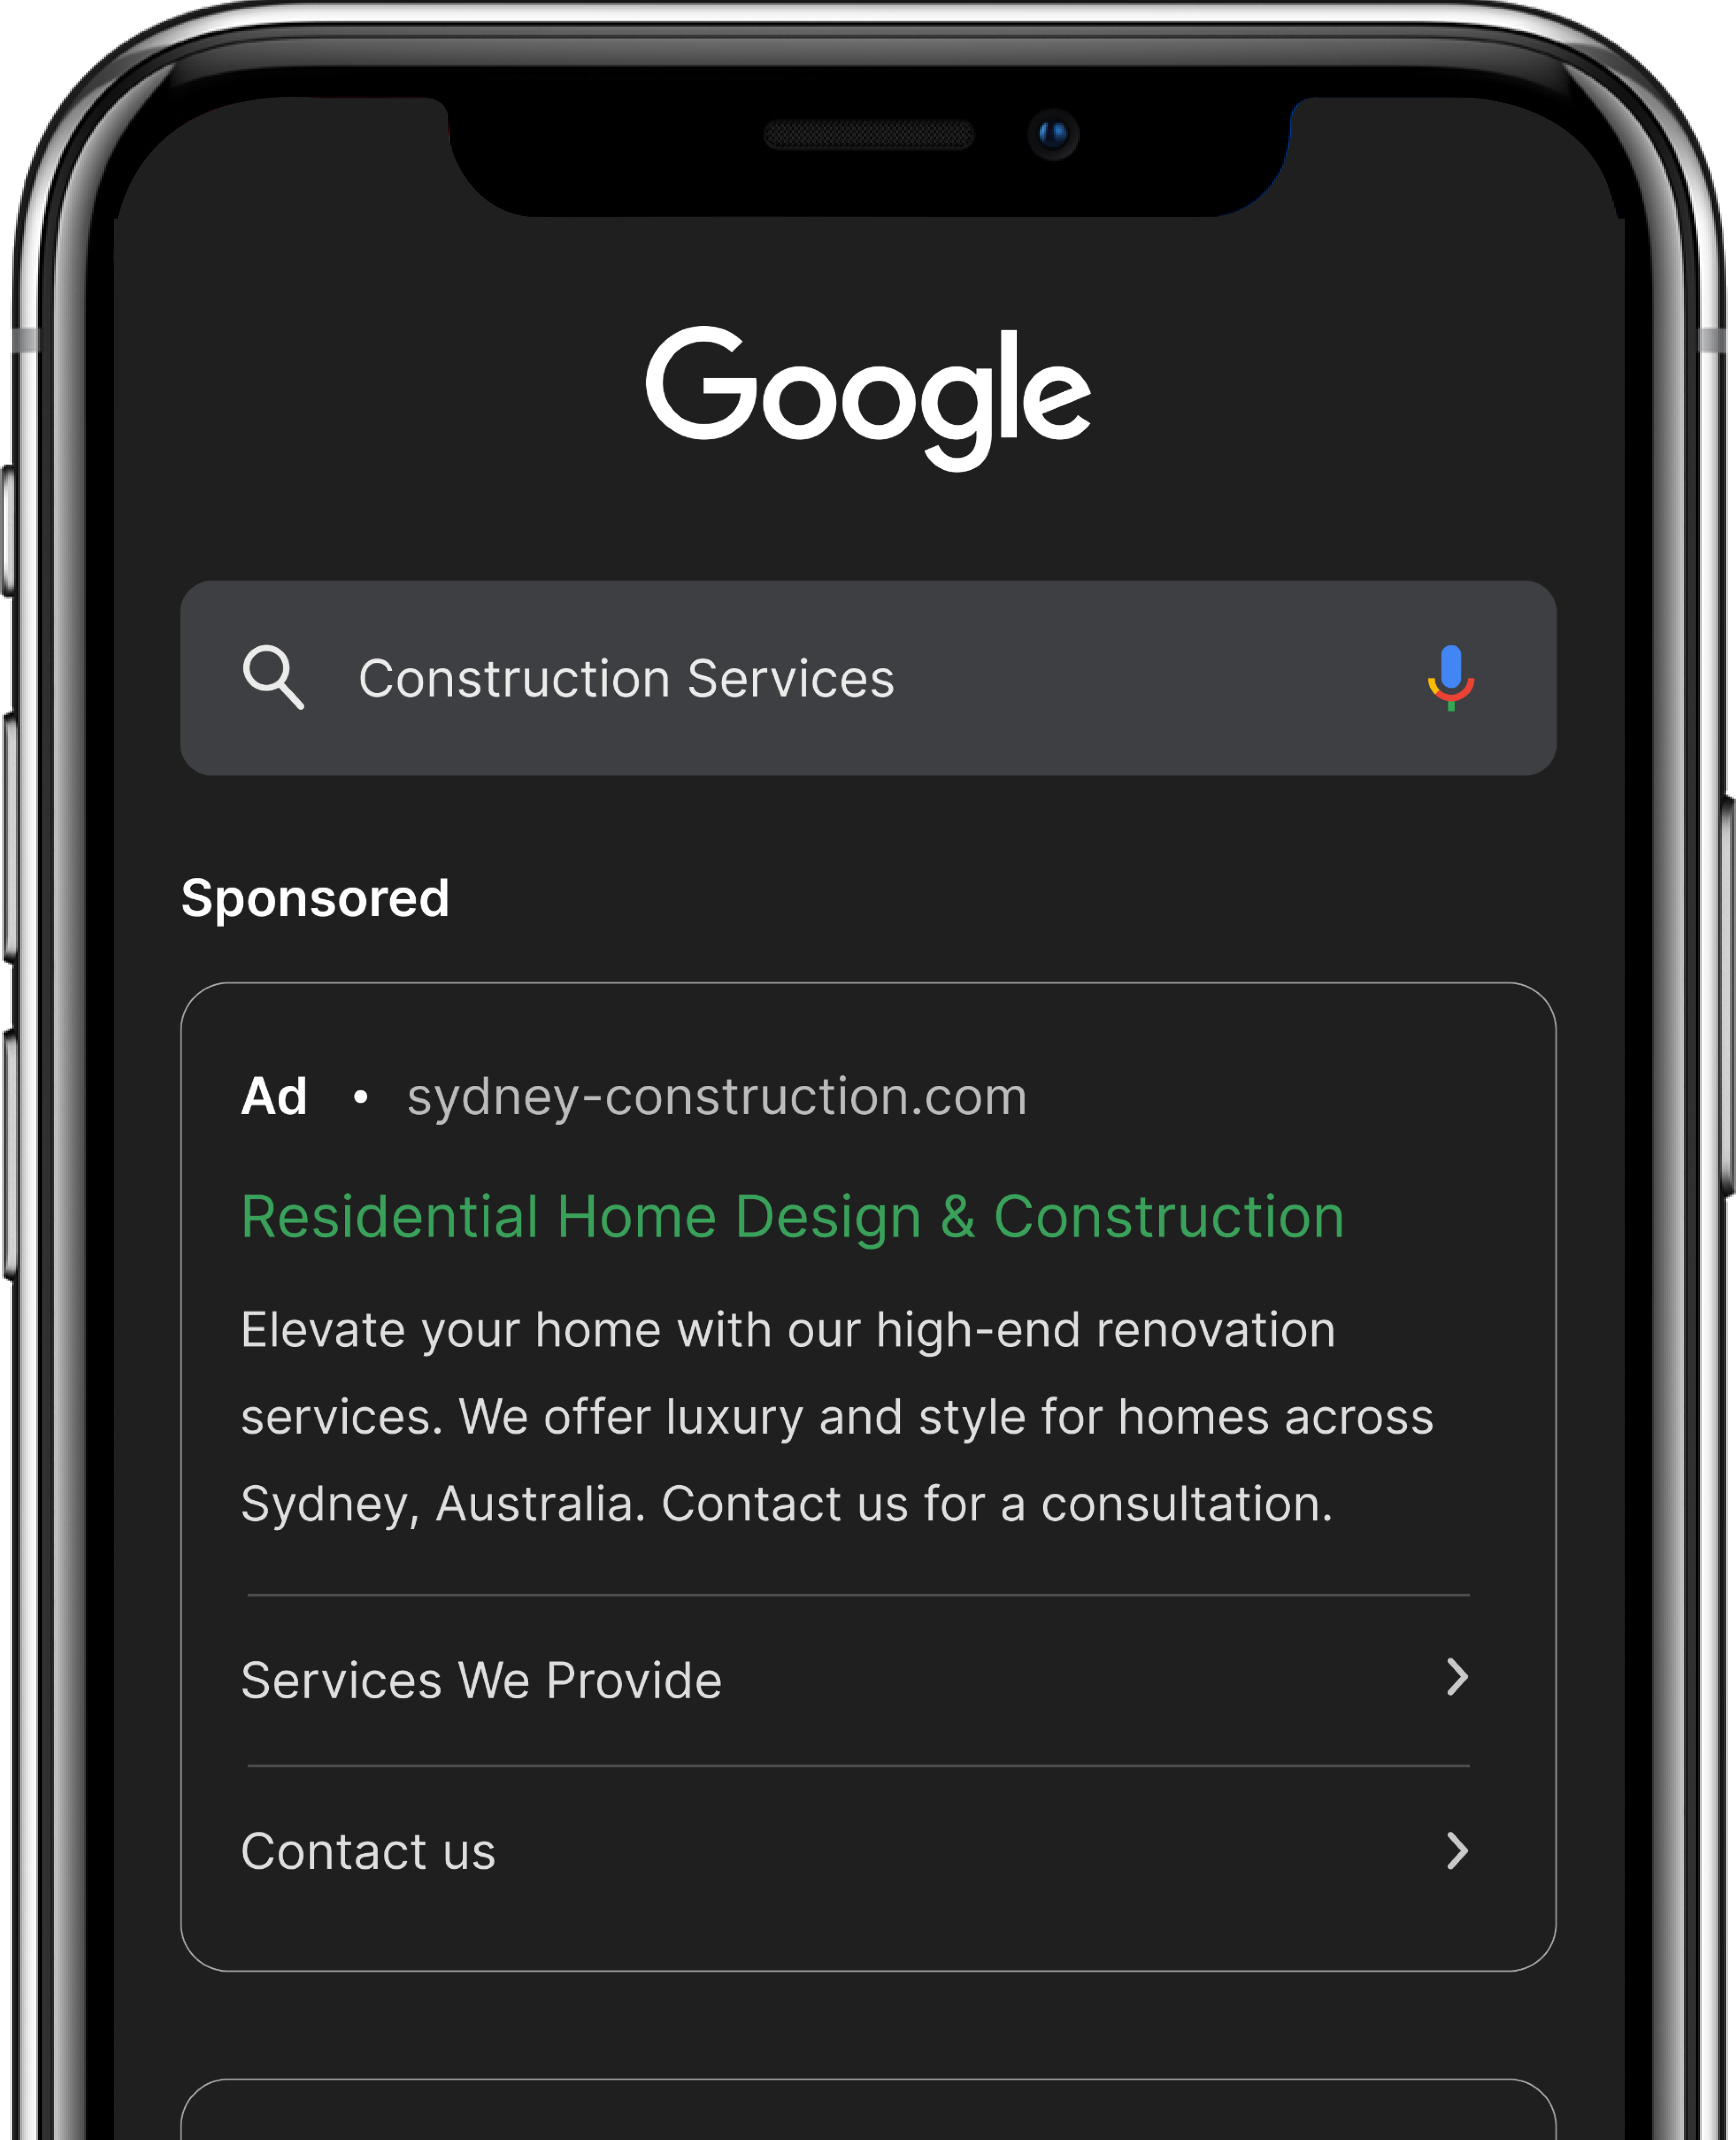 Google
Construction Services
Sponsored
Ad • sydney-construction.com
Residential Home Design & Construction
Elevate your home with our high-end renovation
services. We offer luxury and style for homes across
Sydney, Australia. Contact us for a consultation.
Services We Provide
Contact us